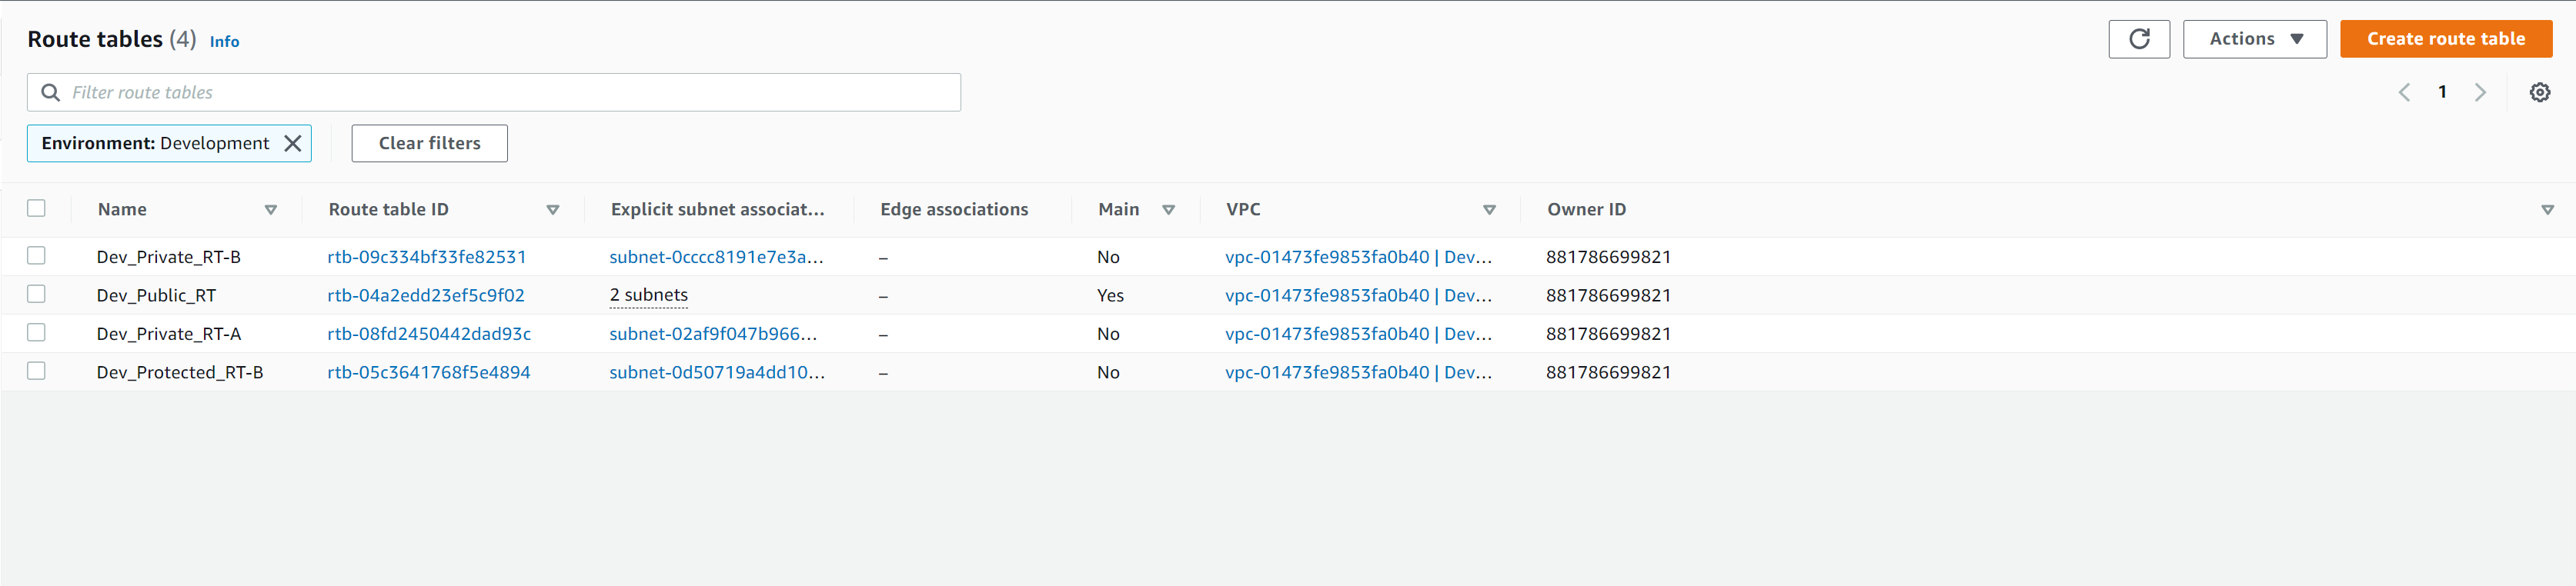 Route tables (4) Info
Actions
Create route table
Filter route tables
1
Environment: Development
Clear filters
Name Route table ID Explicit subnet associat... Edge associations Main VPC Owner ID
Dev_Private_RT-B rtb-09c334bf33fe82531 subnet-0cccc8191e7e3a... – No vpc-01473fe9853fa0b40 | Dev... 881786699821
Dev_Public_RT rtb-04a2edd23ef5c9f02 2 subnets – Yes vpc-01473fe9853fa0b40 | Dev... 881786699821
Dev_Private_RT-A rtb-08fd2450442dad93c subnet-02af9f047b966... – No vpc-01473fe9853fa0b40 | Dev... 881786699821
Dev_Protected_RT-B rtb-05c3641768f5e4894 subnet-0d50719a4dd10... – No vpc-01473fe9853fa0b40 | Dev... 881786699821